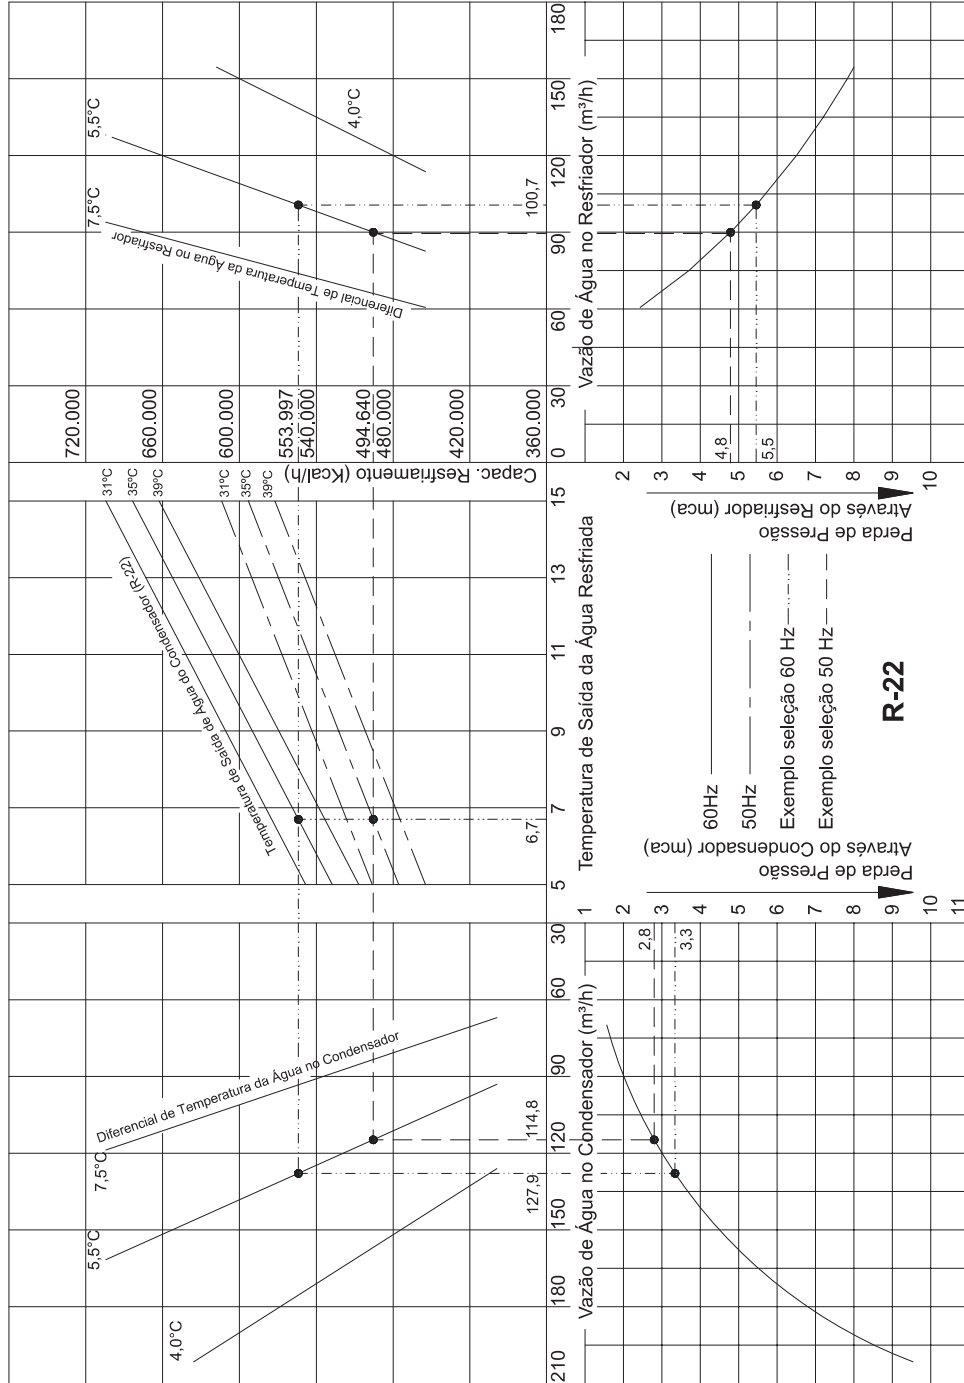 4,0°C
5,5°C
7,5°C
Diferencial de Temperatura da Água no Condensador
Temperatura de Saída de Água do Condensador (R-22)
31°C
35°C
39°C
31°C
35°C
39°C
Capac. Resfriamento (Kcal/h)
720.000
660.000
600.000
553.997
540.000
494.640
480.000
420.000
360.000
7,5°C
5,5°C
4,0°C
Diferencial de Temperatura da Água no Resfriador
127,9
114,8
6,7
100,7
210
180
150
120
90
60
30
5
7
9
11
13
15
0
30
60
90
120
150
180
Vazão de Água no Condensador (m³/h)
Temperatura de Saída da Água Resfriada
Vazão de Água no Resfriador (m³/h)
2,8
3,3
1
2
3
4
5
6
7
8
9
10
11
Perda de Pressão
Através do Condensador (mca)
60Hz
50Hz
Exemplo seleção 60 Hz
Exemplo seleção 50 Hz
R-22
Perda de Pressão
Através do Resfriador (mca)
2
3
4
5
6
7
8
9
10
4,8
5,5